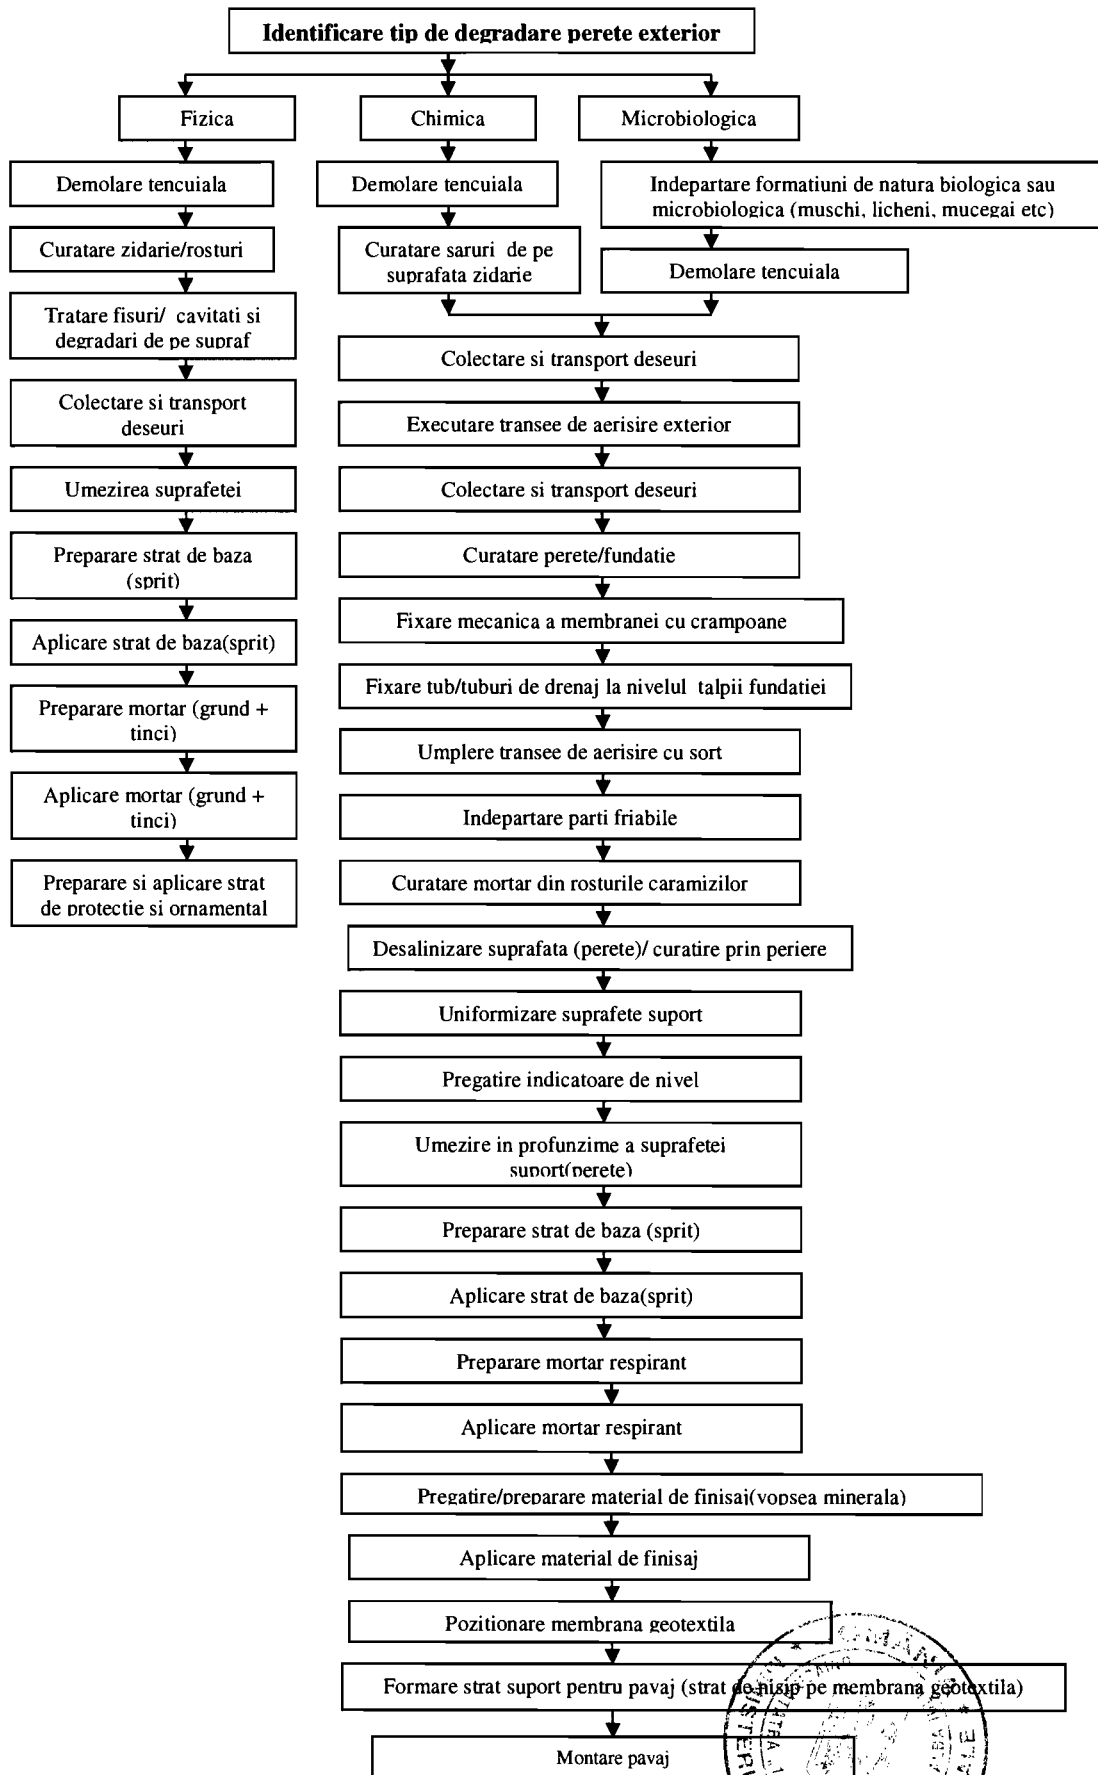 Identificare tip de degradare perete exterior
Fizica
Chimica
Microbiologica
Demolare tencuiala
Demolare tencuiala
Indepartare formatiuni de natura biologica sau
microbiologica (muschi, licheni, mucegai etc)
Curatare zidarie/rosturi
Curatare saruri de pe
suprafata zidarie
Demolare tencuiala
Tratare fisuri/ cavitati si
degradari de pe supraf
Colectare si transport
deseuri
Umezirea suprafetei
Preparare strat de baza
(sprit)
Aplicare strat de baza(sprit)
Preparare mortar (grund +
tinci)
Aplicare mortar (grund +
tinci)
Preparare si aplicare strat
de protectie si ornamental
Colectare si transport deseuri
Executare transee de aerisire exterior
Colectare si transport deseuri
Curatare perete/fundatie
Fixare mecanica a membranei cu crampoane
Fixare tub/tuburi de drenaj la nivelul talpii fundatiei
Umplere transee de aerisire cu sort
Indepartare parti friabile
Curatare mortar din rosturile caramizilor
Desalinizare suprafata (perete)/ curatire prin periere
Uniformizare suprafete suport
Pregatire indicatoare de nivel
Umezire in profunzime a suprafetei
suport(perete)
Preparare strat de baza (sprit)
Aplicare strat de baza(sprit)
Preparare mortar respirant
Aplicare mortar respirant
Pregatire/preparare material de finisaj(vopsea minerala)
Aplicare material de finisaj
Pozitionare membrana geotextila
Formare strat suport pentru pavaj (strat de nisip pe membrana geotextila)
Montare pavaj